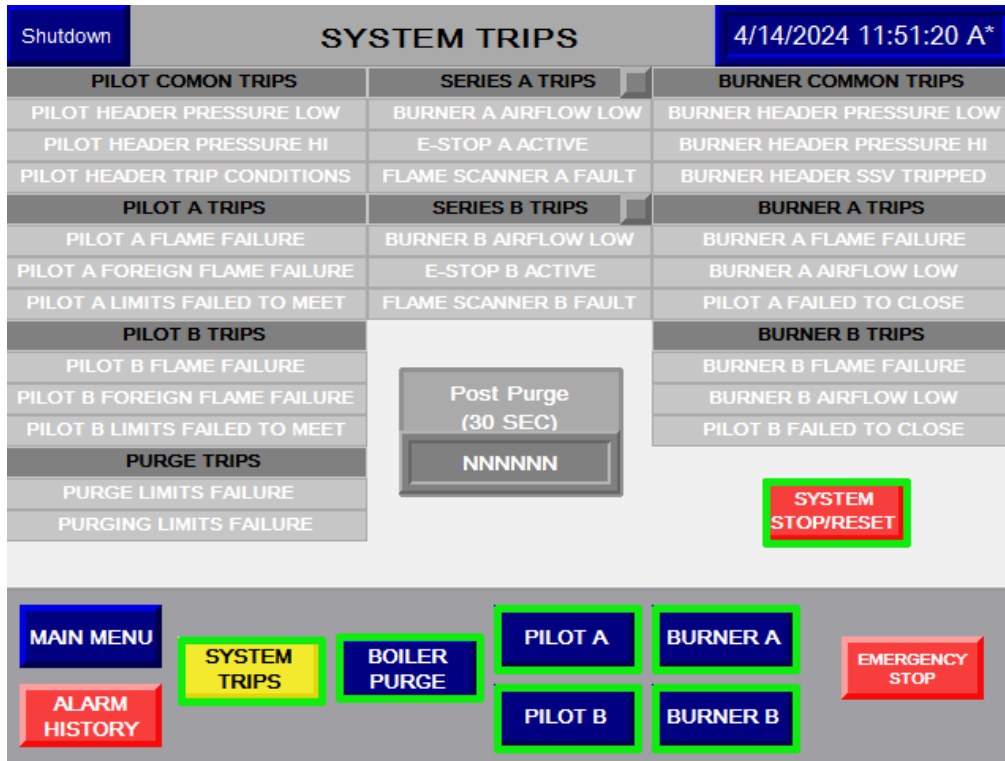 Shutdown
SYSTEM TRIPS
4/14/2024 11:51:20 A*
PILOT COMON TRIPS
PILOT HEADER PRESSURE LOW
PILOT HEADER PRESSURE HI
PILOT HEADER TRIP CONDITIONS
PILOT A TRIPS
PILOT A FLAME FAILURE
PILOT A FOREIGN FLAME FAILURE
PILOT A LIMITS FAILED TO MEET
PILOT B TRIPS
PILOT B FLAME FAILURE
PILOT B FOREIGN FLAME FAILURE
PILOT B LIMITS FAILED TO MEET
PURGE TRIPS
PURGE LIMITS FAILURE
PURGING LIMITS FAILURE
SERIES A TRIPS
BURNER A AIRFLOW LOW
E-STOP A ACTIVE
FLAME SCANNER A FAULT
SERIES B TRIPS
BURNER B AIRFLOW LOW
E-STOP B ACTIVE
FLAME SCANNER B FAULT
Post Purge
(30 SEC)
NNNNNN
BURNER COMMON TRIPS
BURNER HEADER PRESSURE LOW
BURNER HEADER PRESSURE HI
BURNER HEADER SSV TRIPPED
BURNER A TRIPS
BURNER A FLAME FAILURE
BURNER A AIRFLOW LOW
PILOT A FAILED TO CLOSE
BURNER B TRIPS
BURNER B FLAME FAILURE
BURNER B AIRFLOW LOW
PILOT B FAILED TO CLOSE
SYSTEM
STOP/RESET
MAIN MENU
ALARM
HISTORY
SYSTEM
TRIPS
BOILER
PURGE
PILOT A
PILOT B
BURNER A
BURNER B
EMERGENCY
STOP